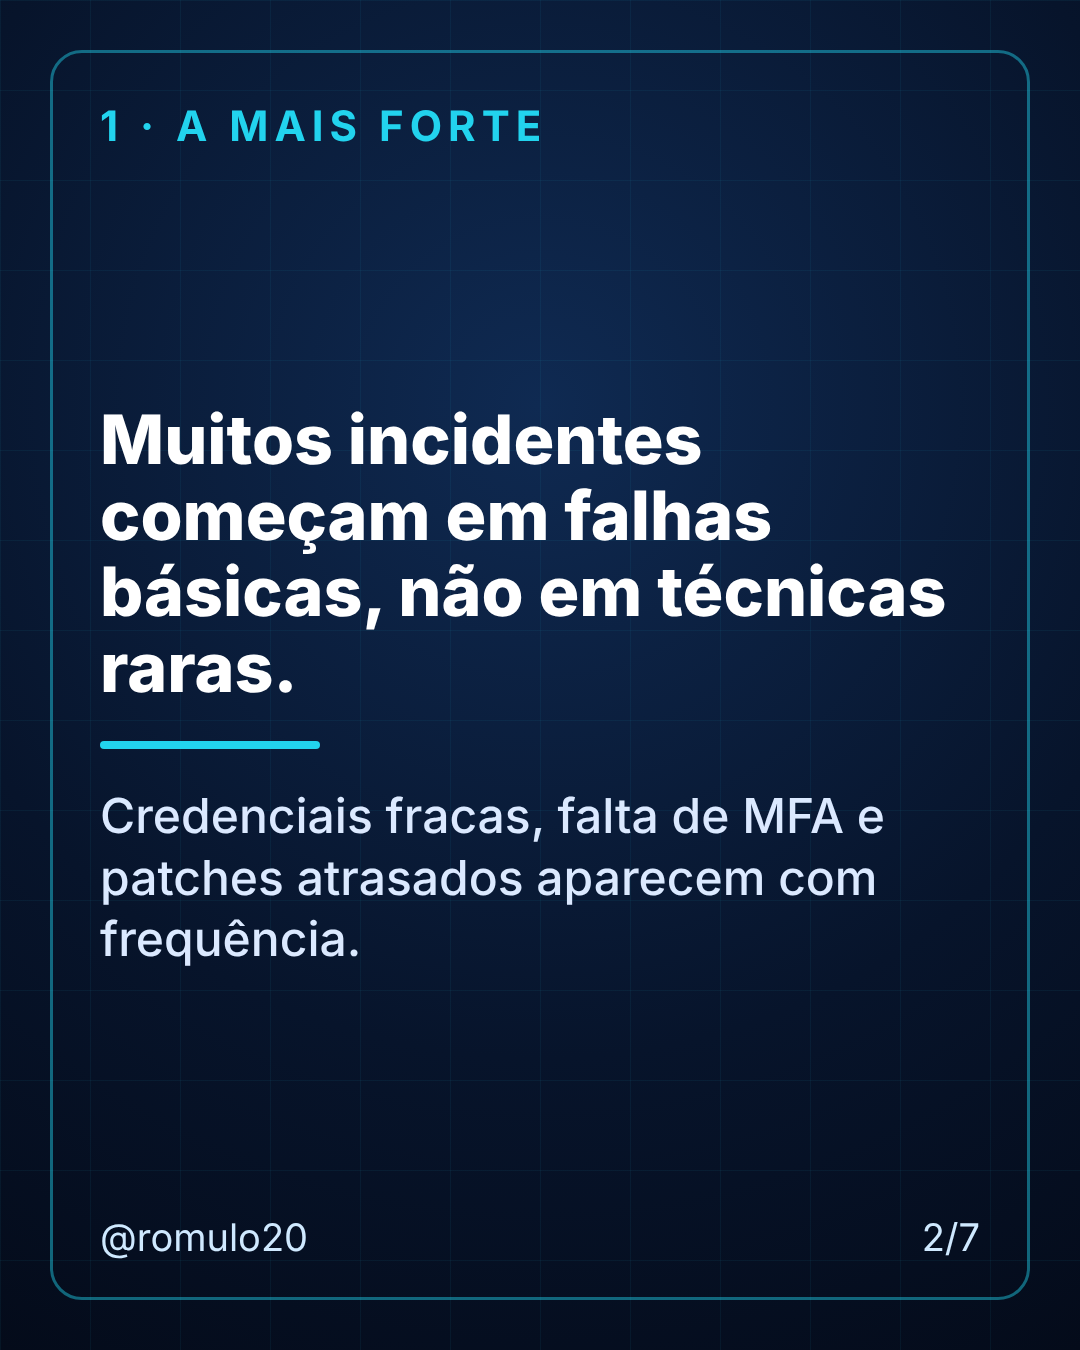 1 · A MAIS FORTE
Muitos incidentes
começam em falhas
básicas, não em técnicas
raras.
Credenciais fracas, falta de MFA e
patches atrasados aparecem com
frequência.
@romulo20
2/7